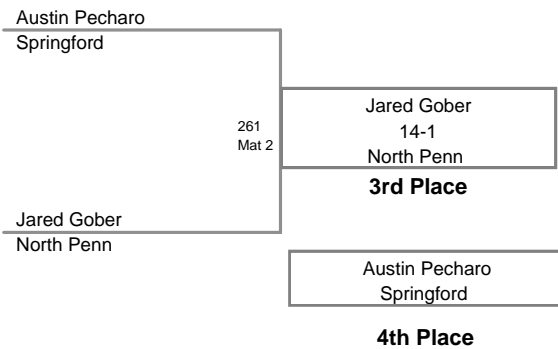 Austin Pecharo
Springford
261
Mat 2
Jared Gober
14-1
North Penn
3rd Place
Jared Gober
North Penn
Austin Pecharo
Springford
4th Place